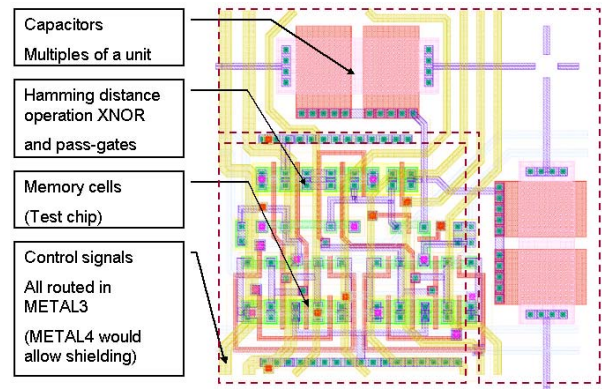 Capacitors
Multiples of a unit
Hamming distance
operation XNOR
and pass-gates
Memory cells
(Test chip)
Control signals
All routed in
METAL3
(METAL4 would
allow shielding)